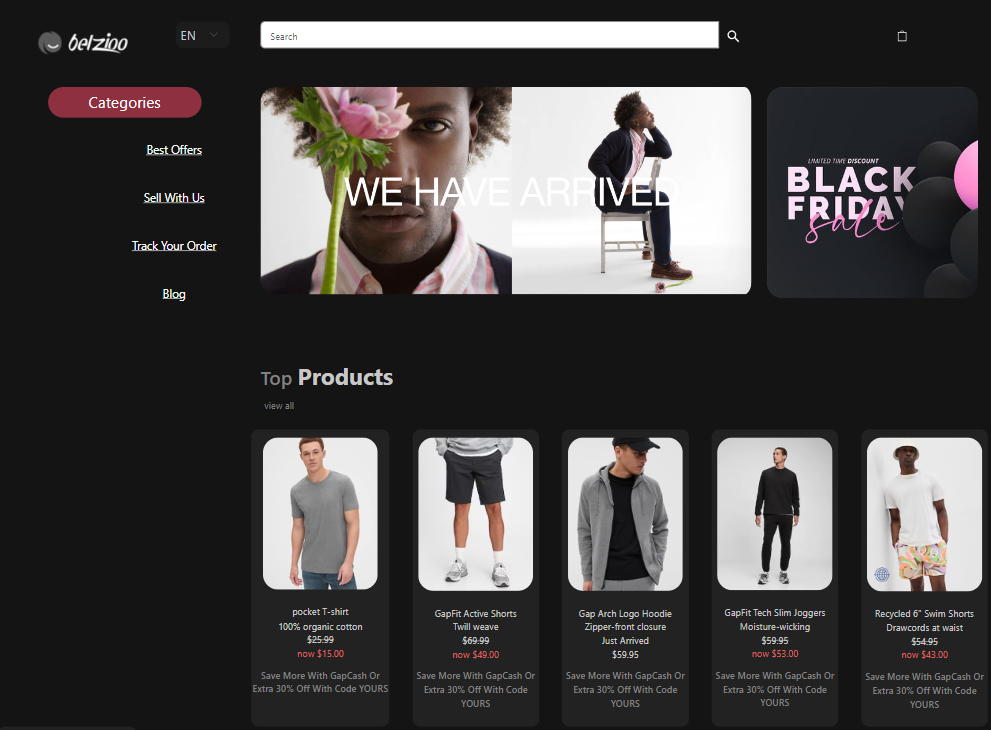 belzioo
EN
Search
Categories
Best Offers
Sell With Us
Track Your Order
Blog
WE HAVE ARRIVED
LIMITED TIME DISCOUNT
BLACK
FRIDAY
sale
Top Products
view all
pocket T-shirt
100% organic cotton
$25.99
now $15.00
Save More With GapCash Or
Extra 30% Off With Code YOURS
GapFit Active Shorts
Twill weave
$69.99
now $49.00
Save More With GapCash Or
Extra 30% Off With Code
YOURS
Gap Arch Logo Hoodie
Zipper-front closure
Just Arrived
$59.95
Save More With GapCash Or
Extra 30% Off With Code
YOURS
GapFit Tech Slim Joggers
Moisture-wicking
$59.95
now $53.00
Save More With GapCash Or
Extra 30% Off With Code
YOURS
Recycled 6" Swim Shorts
Drawcords at waist
$54.95
now $43.00
Save More With GapCash Or
Extra 30% Off With Code
YOURS